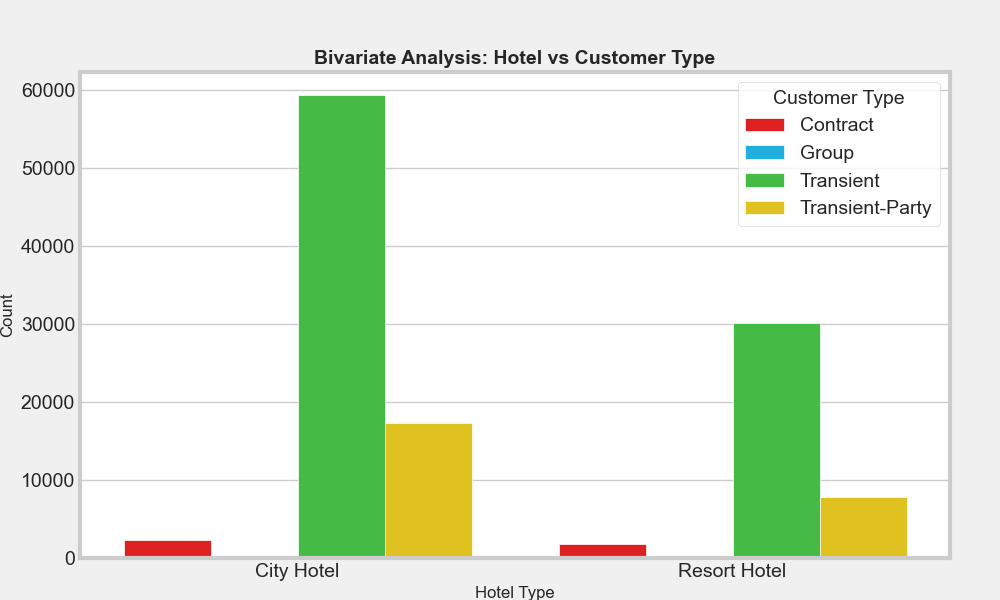 Bivariate Analysis: Hotel vs Customer Type
60000
50000
40000
30000
20000
10000
0
Count
Customer Type
Contract
Group
Transient
Transient-Party
City Hotel
Resort Hotel
Hotel Type